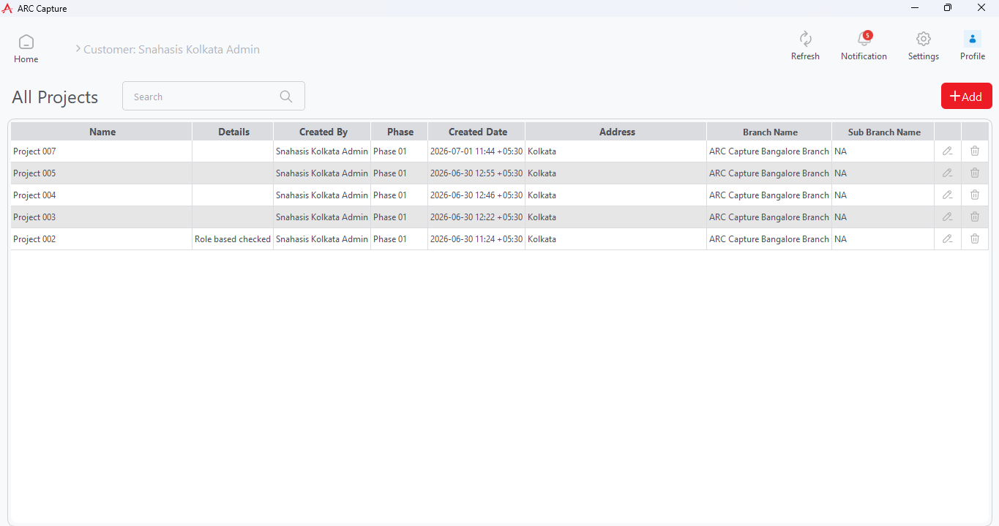 ARC Capture
Home
Customer: Snahasis Kolkata Admin
Refresh
5
Notification
Settings
Profile
All Projects
Search
Add
Name Details Created By Phase Created Date Address Branch Name Sub Branch Name
Project 007 Snahasis Kolkata Admin Phase 01 2026-07-01 11:44 +05:30 Kolkata ARC Capture Bangalore Branch NA
Project 005 Snahasis Kolkata Admin Phase 01 2026-06-30 12:55 +05:30 Kolkata ARC Capture Bangalore Branch NA
Project 004 Snahasis Kolkata Admin Phase 01 2026-06-30 12:46 +05:30 Kolkata ARC Capture Bangalore Branch NA
Project 003 Snahasis Kolkata Admin Phase 01 2026-06-30 12:22 +05:30 Kolkata ARC Capture Bangalore Branch NA
Project 002 Role based checked Snahasis Kolkata Admin Phase 01 2026-06-30 11:24 +05:30 Kolkata ARC Capture Bangalore Branch NA